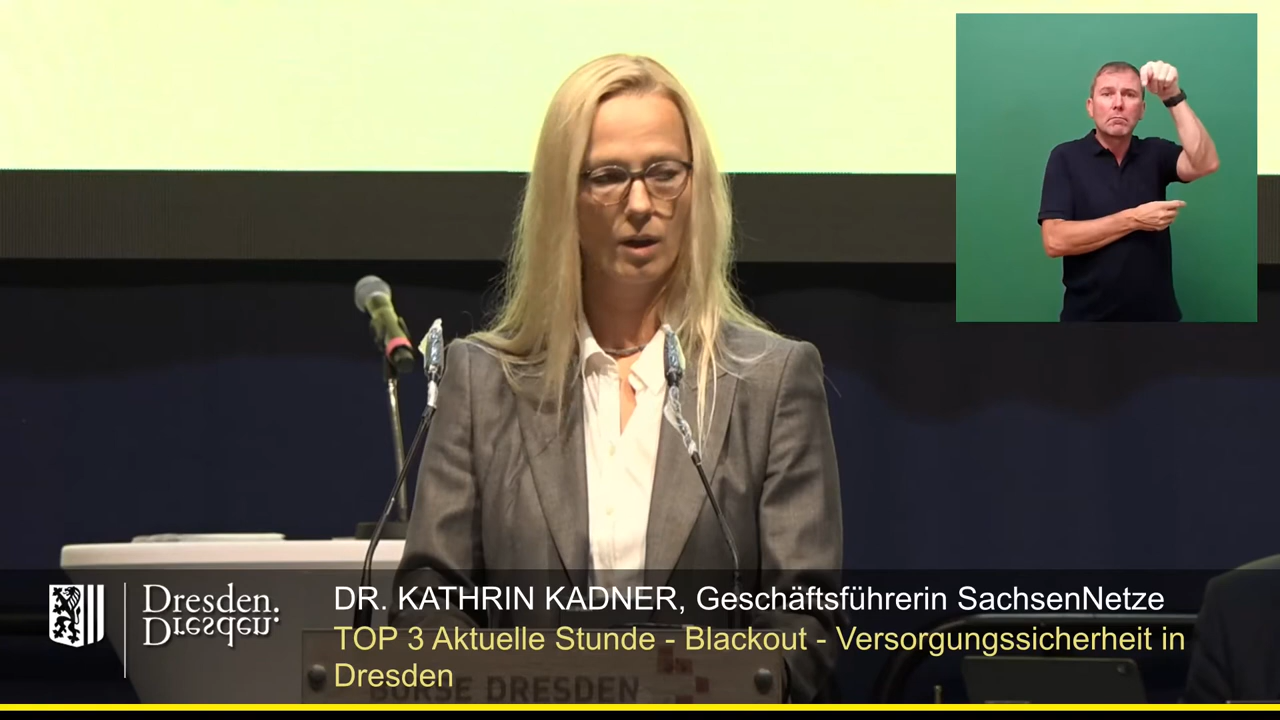 Dresden.
Dresden.
DR. KATHRIN KADNER, Geschäftsführerin SachsenNetze
TOP 3 Aktuelle Stunde - Blackout - Versorgungssicherheit in
Dresden
BÖRSE DRESDEN